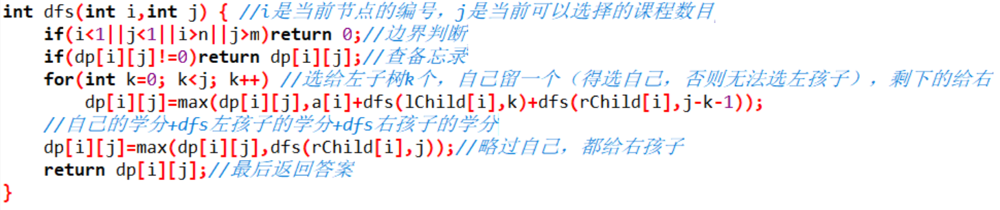 int dfs(int i,int j) { //i是当前节点的编号，j是当前可以选择的课程数目
    if(i<1||j<1||i>n||j>m)return 0;//边界判断
    if(dp[i][j]!=0)return dp[i][j];//查备忘录
    for(int k=0; k<j; k++) //选给左子树k个，自己留一个（得选自己，否则无法选左孩子），剩下的给右
        dp[i][j]=max(dp[i][j],a[i]+dfs(lChild[i],k)+dfs(rChild[i],j-k-1));
    //自己的学分+dfs左孩子的学分+dfs右孩子的学分
    dp[i][j]=max(dp[i][j],dfs(rChild[i],j));//略过自己，都给右孩子
    return dp[i][j];//最后返回答案
}